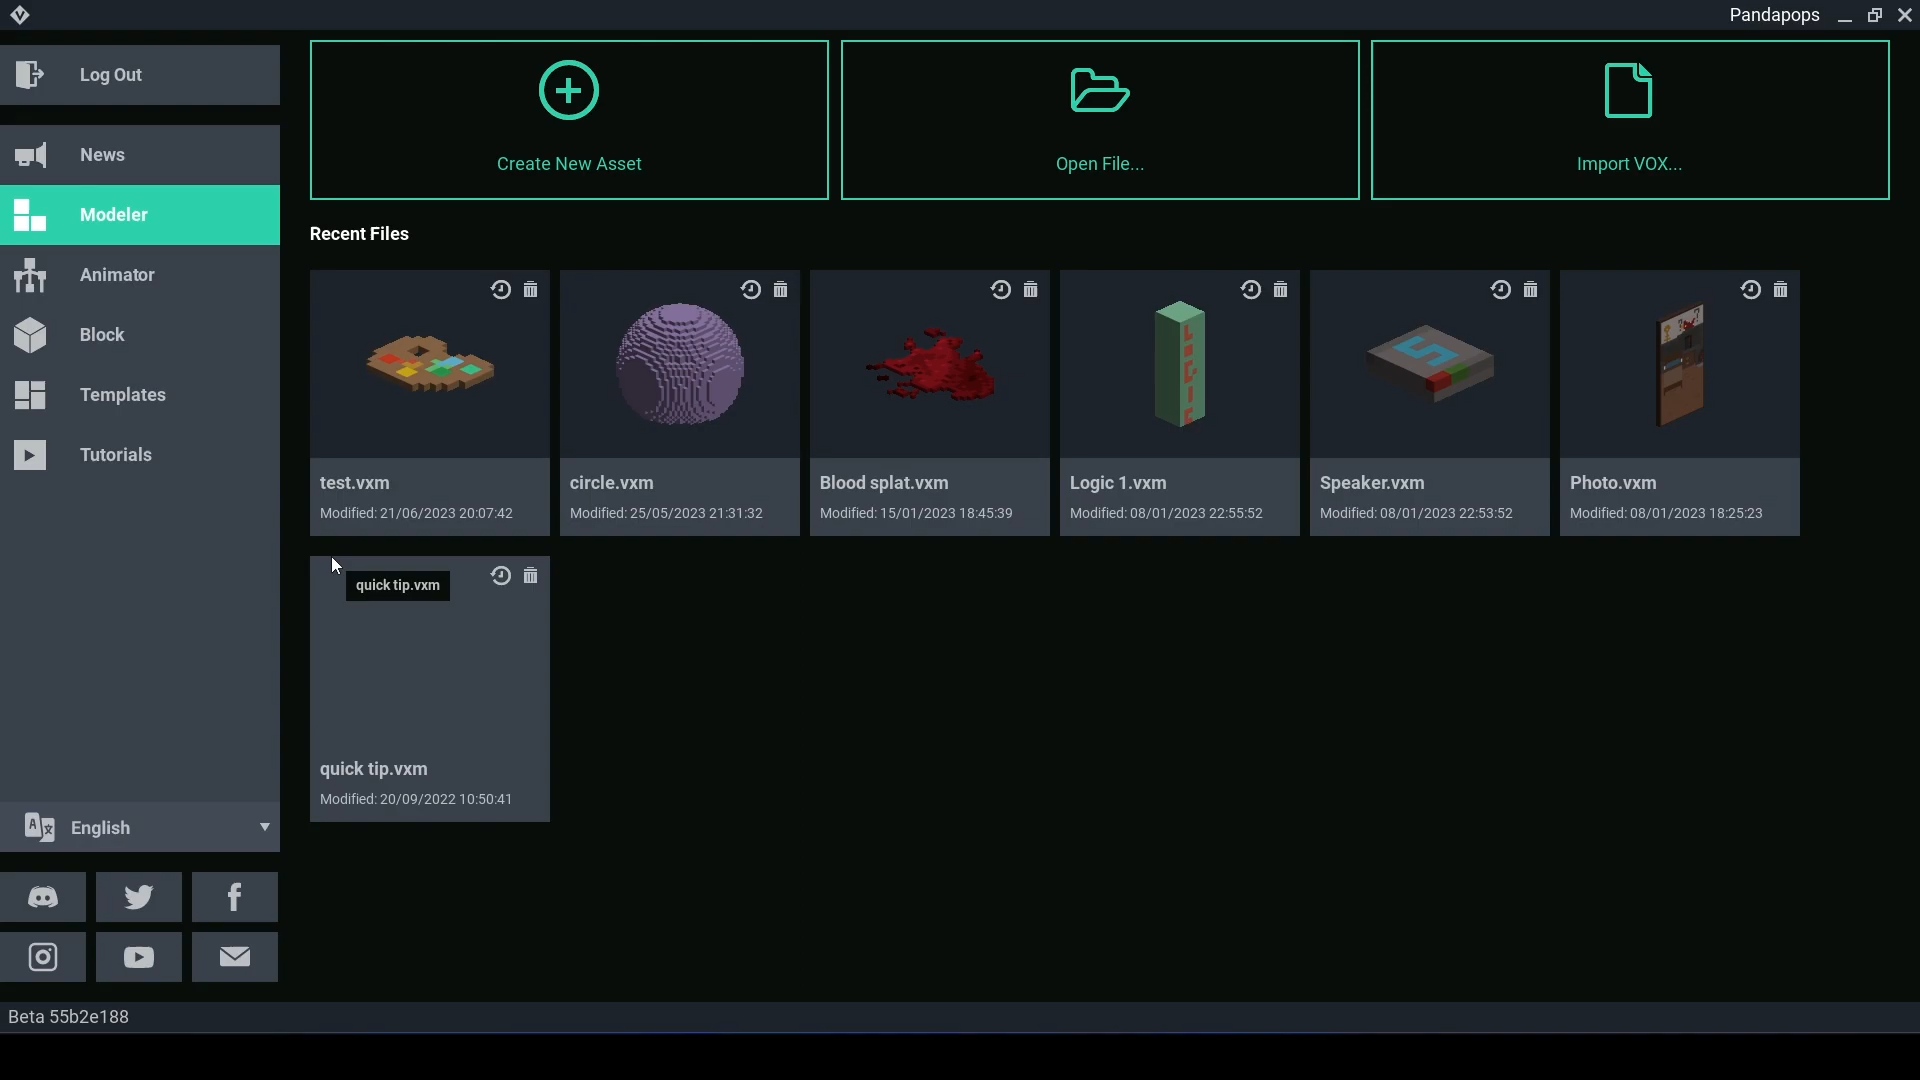 Pandapops
Log Out
News
Modeler
Animator
Block
Templates
Tutorials
English
Beta 55b2e188
Create New Asset
Open File...
Import VOX...
Recent Files
test.vxm
Modified: 21/06/2023 20:07:42
circle.vxm
Modified: 25/05/2023 21:31:32
Blood splat.vxm
Modified: 15/01/2023 18:45:39
LOGIC
Logic 1.vxm
Modified: 08/01/2023 22:55:52
S
Speaker.vxm
Modified: 08/01/2023 22:53:52
Photo.vxm
Modified: 08/01/2023 18:25:23
quick tip.vxm
quick tip.vxm
Modified: 20/09/2022 10:50:41